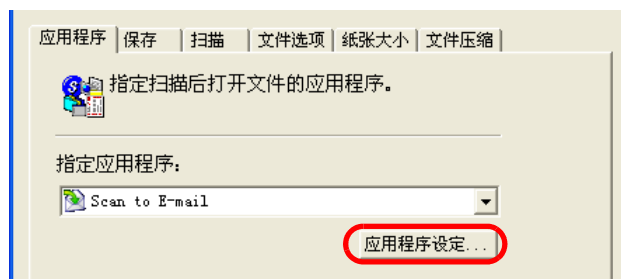 应用程序 保存 扫描 文件选项 纸张大小 文件压缩
指定扫描后打开文件的应用程序。
指定应用程序:
Scan to E-mail
应用程序设定...